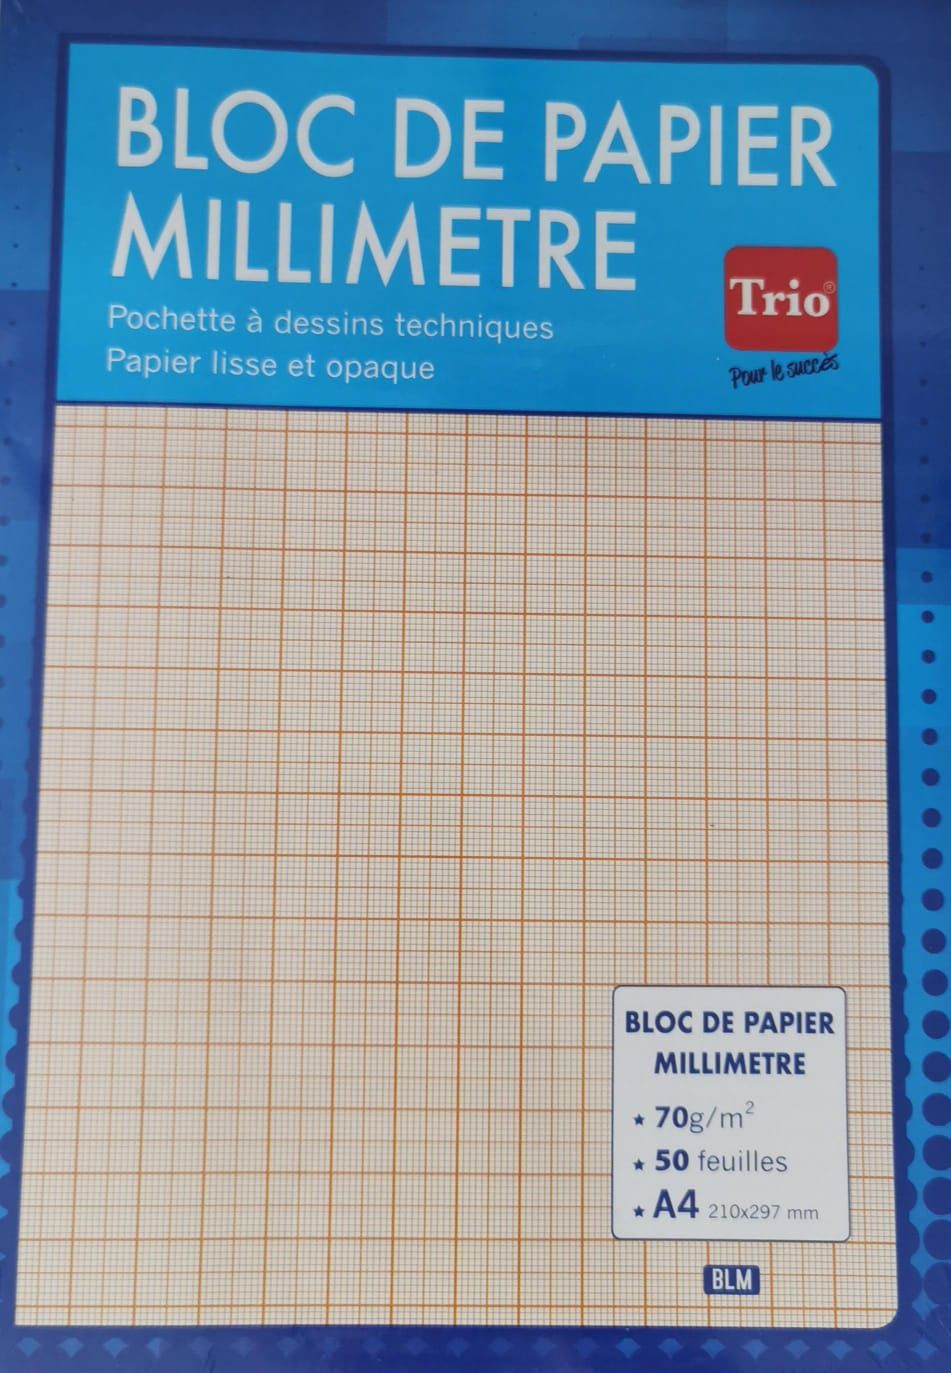 BLOC DE PAPIER
MILLIMETRE
Pochette à dessins techniques
Papier lisse et opaque
Trio®
Pour le succès
BLOC DE PAPIER
MILLIMETRE
★ 70g/m²
★ 50 feuilles
★ A4 210x297 mm
BLM